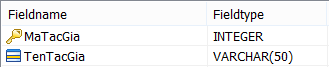 Fieldname Fieldtype
MaTacGia INTEGER
TenTacGia VARCHAR(50)